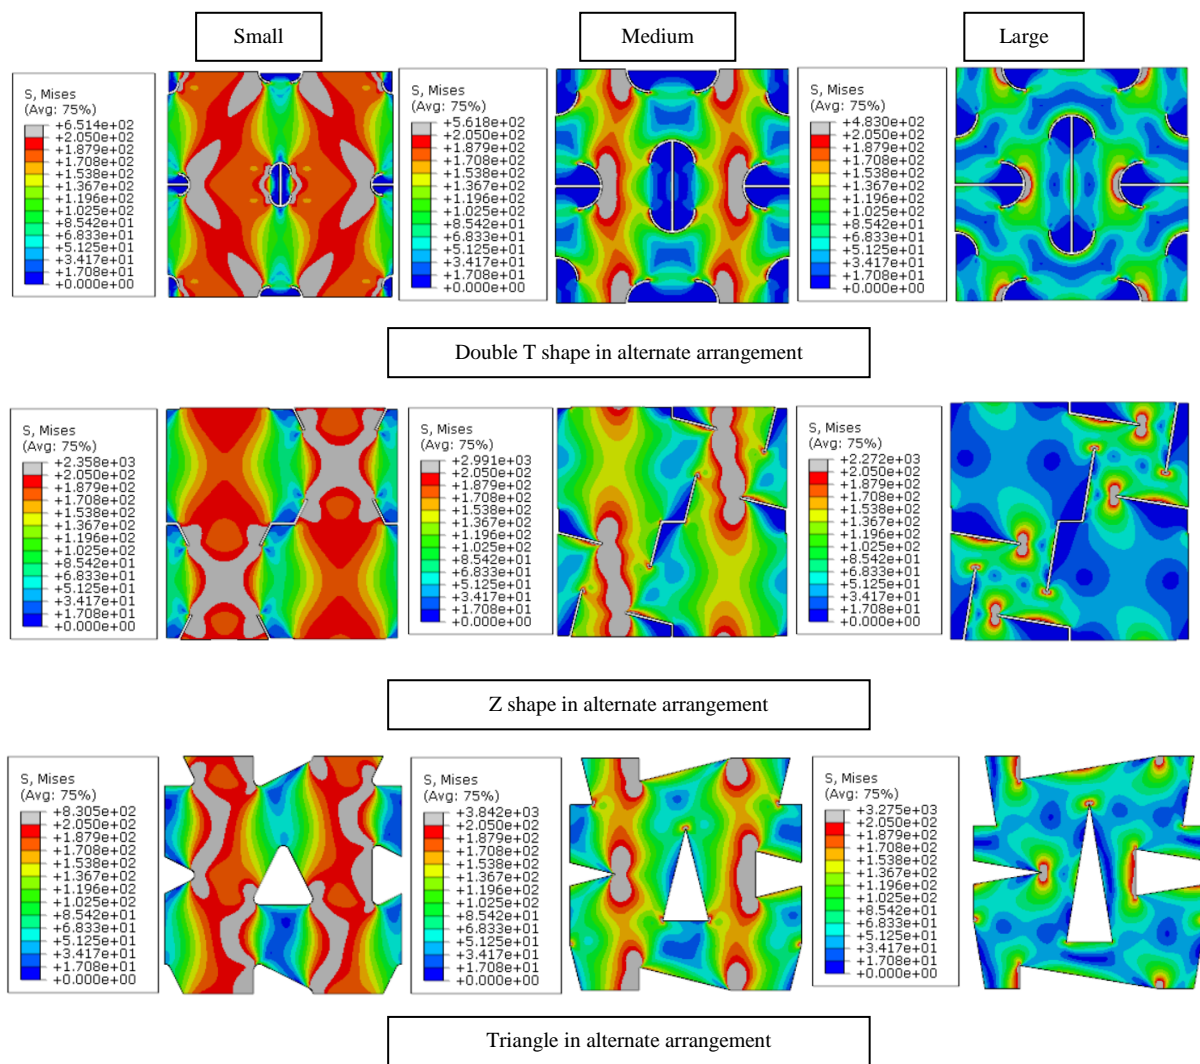 Small
Medium
Large
S, Mises
(Avg: 75%)
+6.514e+02
+2.050e+02
+1.879e+02
+1.708e+02
+1.538e+02
+1.367e+02
+1.196e+02
+1.025e+02
+8.542e+01
+6.833e+01
+5.125e+01
+3.417e+01
+1.708e+01
+0.000e+00
S, Mises
(Avg: 75%)
+5.618e+02
+2.050e+02
+1.879e+02
+1.708e+02
+1.538e+02
+1.367e+02
+1.196e+02
+1.025e+02
+8.542e+01
+6.833e+01
+5.125e+01
+3.417e+01
+1.708e+01
+0.000e+00
S, Mises
(Avg: 75%)
+4.830e+02
+2.050e+02
+1.879e+02
+1.708e+02
+1.538e+02
+1.367e+02
+1.196e+02
+1.025e+02
+8.542e+01
+6.833e+01
+5.125e+01
+3.417e+01
+1.708e+01
+0.000e+00
Double T shape in alternate arrangement
S, Mises
(Avg: 75%)
+2.358e+03
+2.050e+02
+1.879e+02
+1.708e+02
+1.538e+02
+1.367e+02
+1.196e+02
+1.025e+02
+8.542e+01
+6.833e+01
+5.125e+01
+3.417e+01
+1.708e+01
+0.000e+00
S, Mises
(Avg: 75%)
+2.991e+03
+2.050e+02
+1.879e+02
+1.708e+02
+1.538e+02
+1.367e+02
+1.196e+02
+1.025e+02
+8.542e+01
+6.833e+01
+5.125e+01
+3.417e+01
+1.708e+01
+0.000e+00
S, Mises
(Avg: 75%)
+2.272e+03
+2.050e+02
+1.879e+02
+1.708e+02
+1.538e+02
+1.367e+02
+1.196e+02
+1.025e+02
+8.542e+01
+6.833e+01
+5.125e+01
+3.417e+01
+1.708e+01
+0.000e+00
Z shape in alternate arrangement
S, Mises
(Avg: 75%)
+8.305e+02
+2.050e+02
+1.879e+02
+1.708e+02
+1.538e+02
+1.367e+02
+1.196e+02
+1.025e+02
+8.542e+01
+6.833e+01
+5.125e+01
+3.417e+01
+1.708e+01
+0.000e+00
S, Mises
(Avg: 75%)
+3.842e+03
+2.050e+02
+1.879e+02
+1.708e+02
+1.538e+02
+1.367e+02
+1.196e+02
+1.025e+02
+8.542e+01
+6.833e+01
+5.125e+01
+3.417e+01
+1.708e+01
+0.000e+00
S, Mises
(Avg: 75%)
+3.275e+03
+2.050e+02
+1.879e+02
+1.708e+02
+1.538e+02
+1.367e+02
+1.196e+02
+1.025e+02
+8.542e+01
+6.833e+01
+5.125e+01
+3.417e+01
+1.708e+01
+0.000e+00
Triangle in alternate arrangement